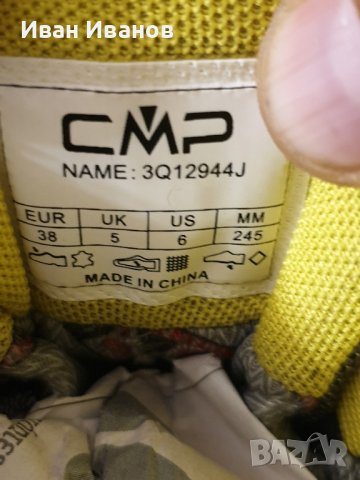 Иван Иванов
CMP
NAME: 3Q12944J
EUR UK US MM
38 5 6 245
MADE IN CHINA
BAZAR